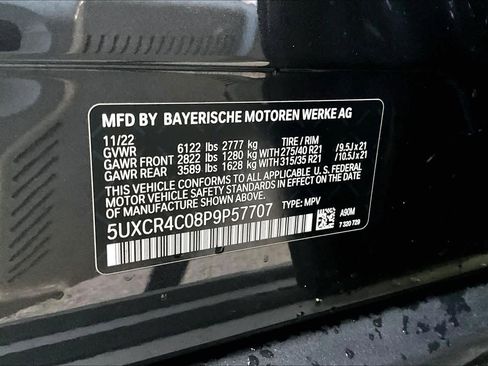 MFD BY BAYERISCHE MOTOREN WERKE AG
11/22 TIRE / RIM
GVWR 6122 lbs 2777 kg
GAWR FRONT 2822 lbs 1280 kg WITH 275/40 R21 /9.5J x 21
GAWR REAR 3589 lbs 1628 kg WITH 315/35 R21 /10.5J x 21
THIS VEHICLE CONFORMS TO ALL APPLICABLE U.S. FEDERAL
MOTOR VEHICLE SAFETY STANDARDS IN EFFECT ON THE DATE
OF MANUFACTURE SHOWN ABOVE.
5UXCR4C08P9P57707 TYPE: MPV
A90M
7 320 729